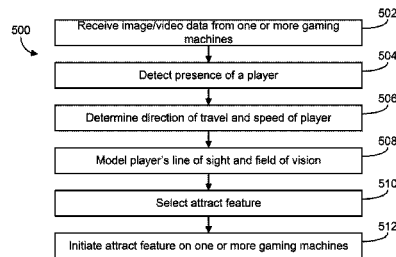 500
502
Receive image/video data from one or more gaming
machines
504
Detect presence of a player
506
Determine direction of travel and speed of player
508
Model player's line of sight and field of vision
510
Select attract feature
512
Initiate attract feature on one or more gaming machines